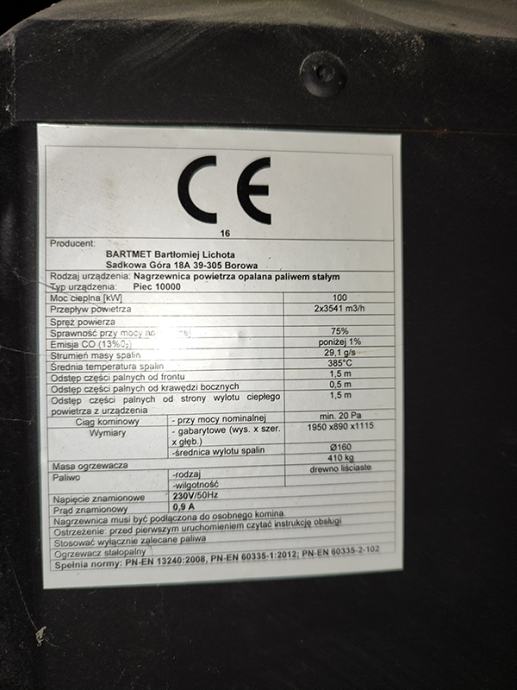 CE
16
Producent:
BARTMET Bartłomiej Lichota
Sadkowa Góra 18A 39-305 Borowa
Rodzaj urządzenia: Nagrzewnica powietrza opalana paliwem stałym
Typ urządzenia: Piec 10000
Moc cieplna [kW] 100
Przepływ powietrza 2x3541 m3/h
Spręż powierza
Sprawność przy mocy 75%
Emisja CO (13%O₂) poniżej 1%
Strumień masy spalin 29,1 g/s
Średnia temperatura spalin 385°C
Odstęp części palnych od frontu 1,5 m
Odstęp części palnych od krawędzi bocznych 0,5 m
Odstęp części palnych od strony wylotu ciepłego 1,5 m
powietrza z urządzenia
Ciąg kominowy - przy mocy nominalnej min. 20 Pa
Wymiary - gabarytowe (wys. x szer. 1950 x890 x1115
x głęb.)
-średnica wylotu spalin Ø160
Masa ogrzewacza 410 kg
Paliwo -rodzaj drewno liściaste
-wilgotność
Napięcie znamionowe 230V/50Hz
Prąd znamionowy 0,9 A
Nagrzewnica musi być podłączona do osobnego komina
Ostrzeżenie: przed pierwszym uruchomieniem czytać instrukcję obsługi
Stosować wyłącznie zalecane paliwa
Ogrzewacz stałopalny
Spełnia normy: PN-EN 13240:2008, PN-EN 60335-1:2012; PN-EN 60335-2-102